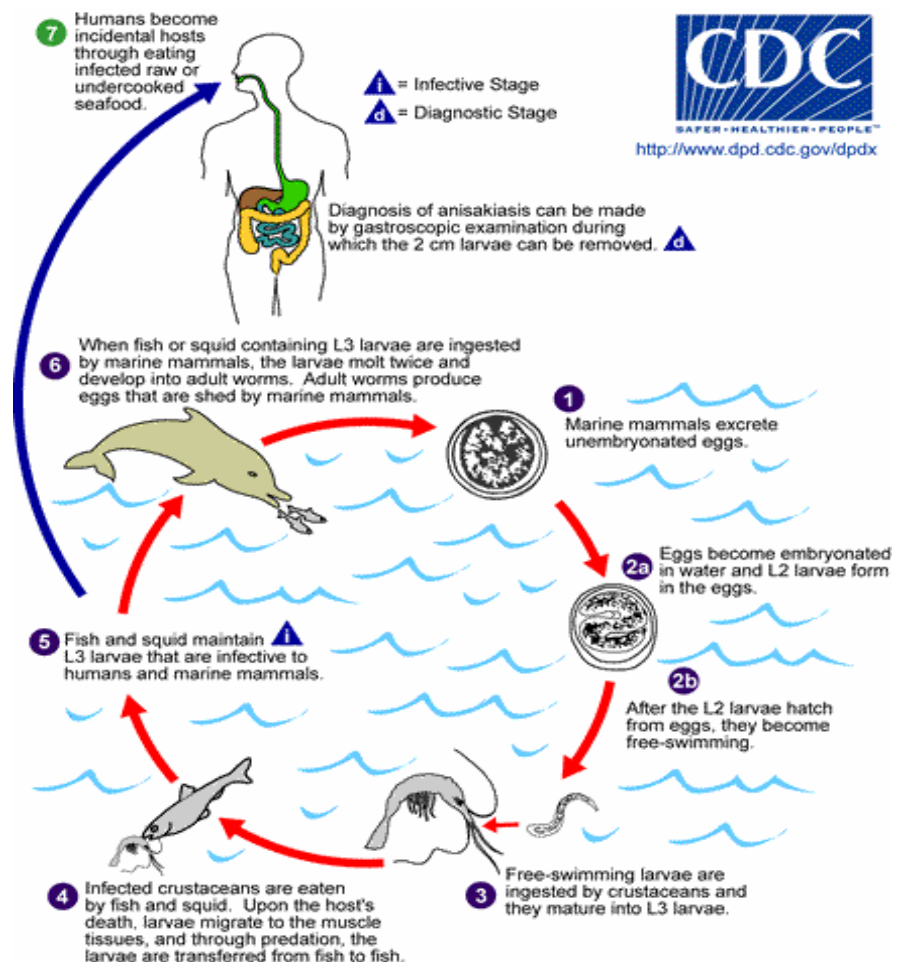 7 Humans become
incidental hosts
through eating
infected raw or
undercooked
seafood.
i = Infective Stage
d = Diagnostic Stage
CDC
SAFER•HEALTHIER•PEOPLE™
http://www.dpd.cdc.gov/dpdx
Diagnosis of anisakiasis can be made
by gastroscopic examination during
which the 2 cm larvae can be removed. d
6 When fish or squid containing L3 larvae are ingested
by marine mammals, the larvae molt twice and
develop into adult worms. Adult worms produce
eggs that are shed by marine mammals.
1 Marine mammals excrete
unembryonated eggs.
2a Eggs become embryonated
in water and L2 larvae form
in the eggs.
2b
After the L2 larvae hatch
from eggs, they become
free-swimming.
5 Fish and squid maintain i
L3 larvae that are infective to
humans and marine mammals.
3 Free-swimming larvae are
ingested by crustaceans and
they mature into L3 larvae.
4 Infected crustaceans are eaten
by fish and squid. Upon the host's
death, larvae migrate to the muscle
tissues, and through predation, the
larvae are transferred from fish to fish.